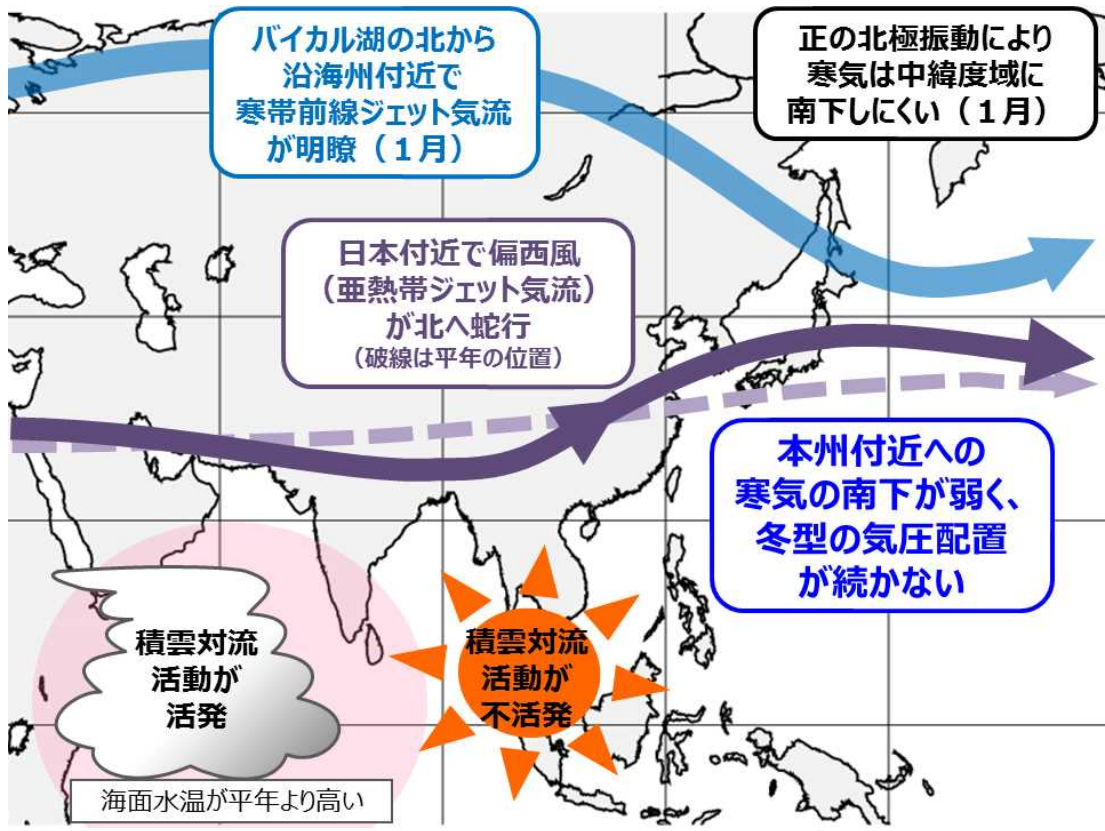 バイカル湖の北から
沿海州付近で
寒帯前線ジェット気流
が明瞭（１月）
正の北極振動により
寒気は中緯度域に
南下しにくい（１月）
日本付近で偏西風
（亜熱帯ジェット気流）
が北へ蛇行
（破線は平年の位置）
本州付近への
寒気の南下が弱く、
冬型の気圧配置
が続かない
積雲対流
活動が
活発
積雲対流
活動が
不活発
海面水温が平年より高い